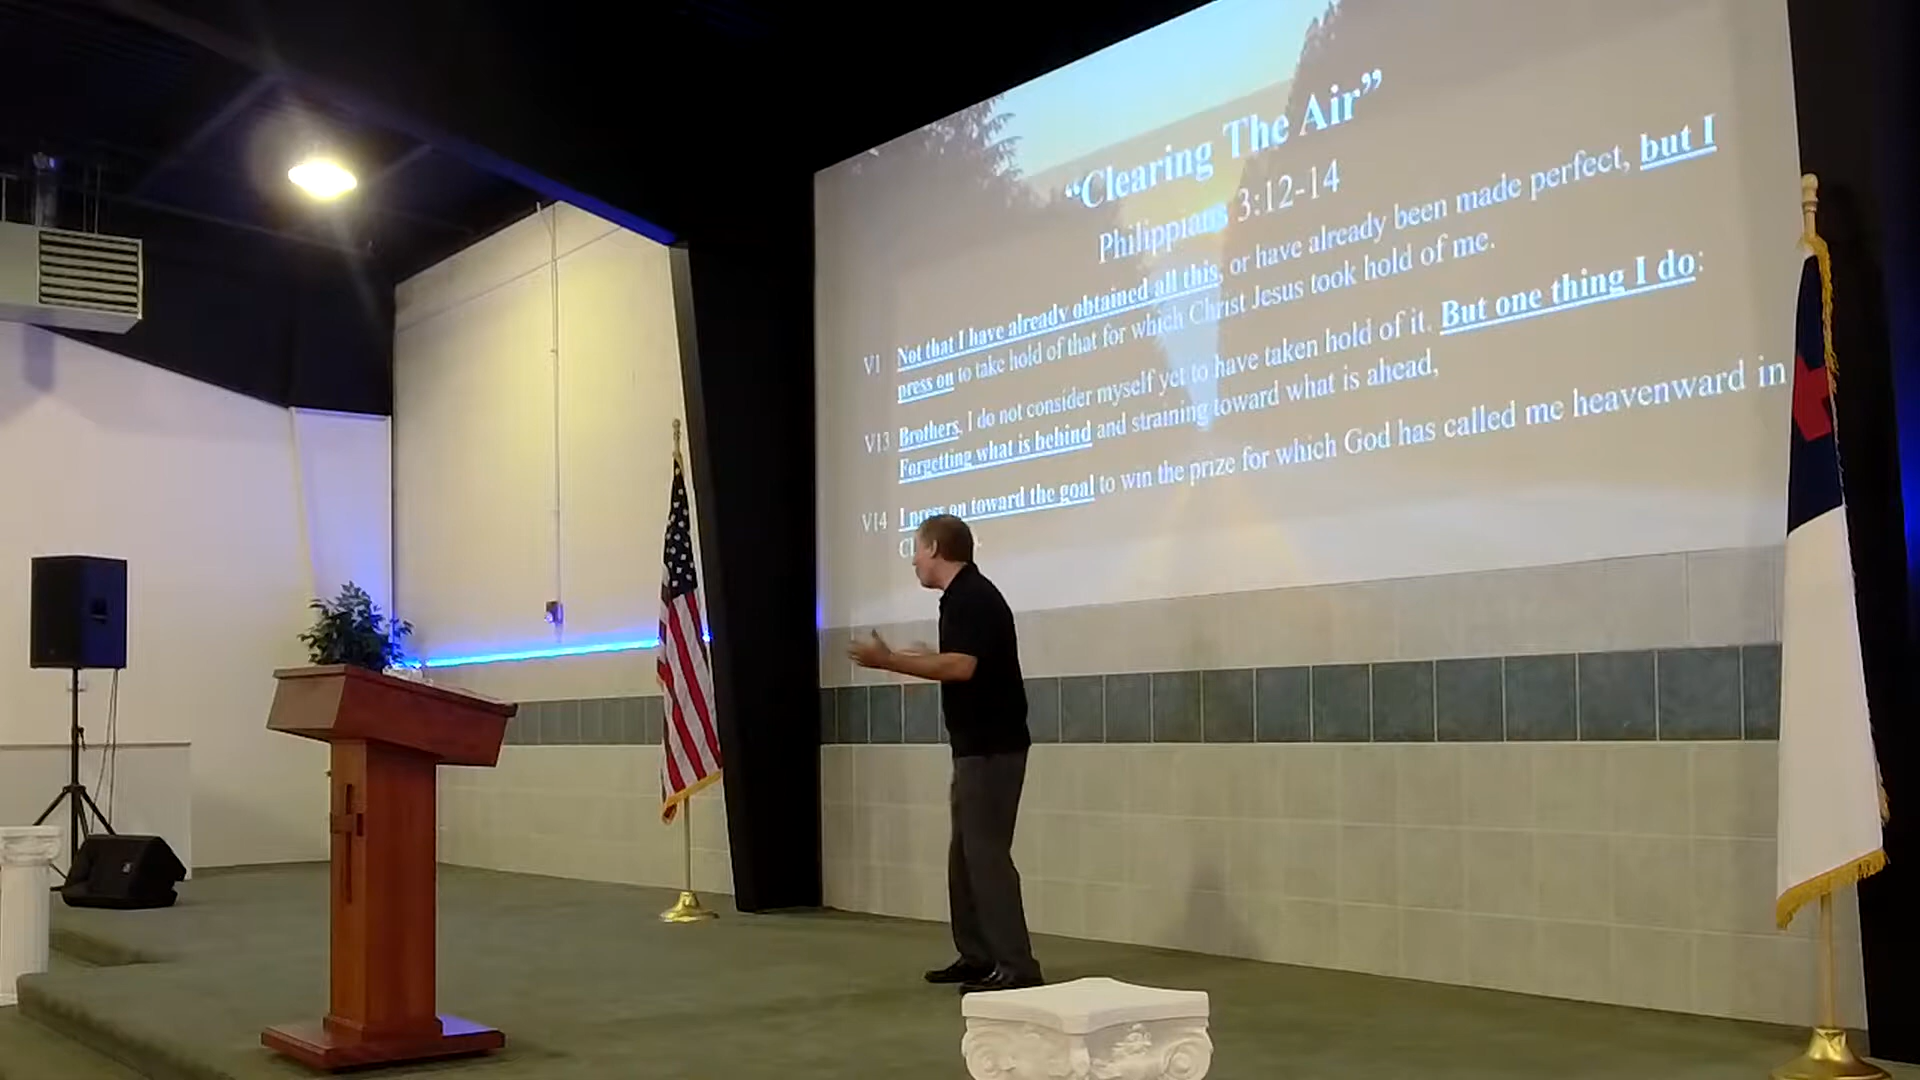 “Clearing The Air”
Philippians 3:12-14
V1 Not that I have already obtained all this, or have already been made perfect, but I
press on to take hold of that for which Christ Jesus took hold of me.
V13 Brothers, I do not consider myself yet to have taken hold of it. But one thing I do:
Forgetting what is behind and straining toward what is ahead,
V14 I press on toward the goal to win the prize for which God has called me heavenward in